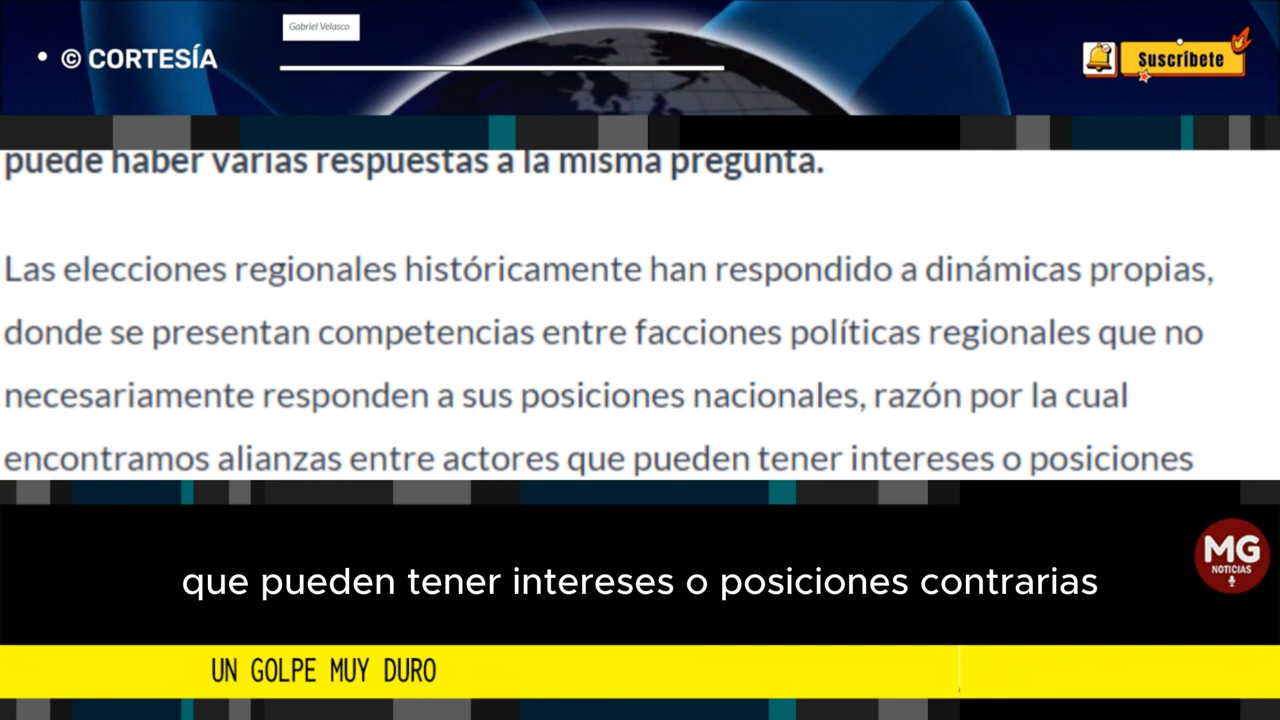 Gabriel Velasco
• © CORTESÍA
Suscríbete
puede haber varias respuestas a la misma pregunta.
Las elecciones regionales históricamente han respondido a dinámicas propias,
donde se presentan competencias entre facciones políticas regionales que no
necesariamente responden a sus posiciones nacionales, razón por la cual
encontramos alianzas entre actores que pueden tener intereses o posiciones
que pueden tener intereses o posiciones contrarias
MG
NOTICIAS
UN GOLPE MUY DURO